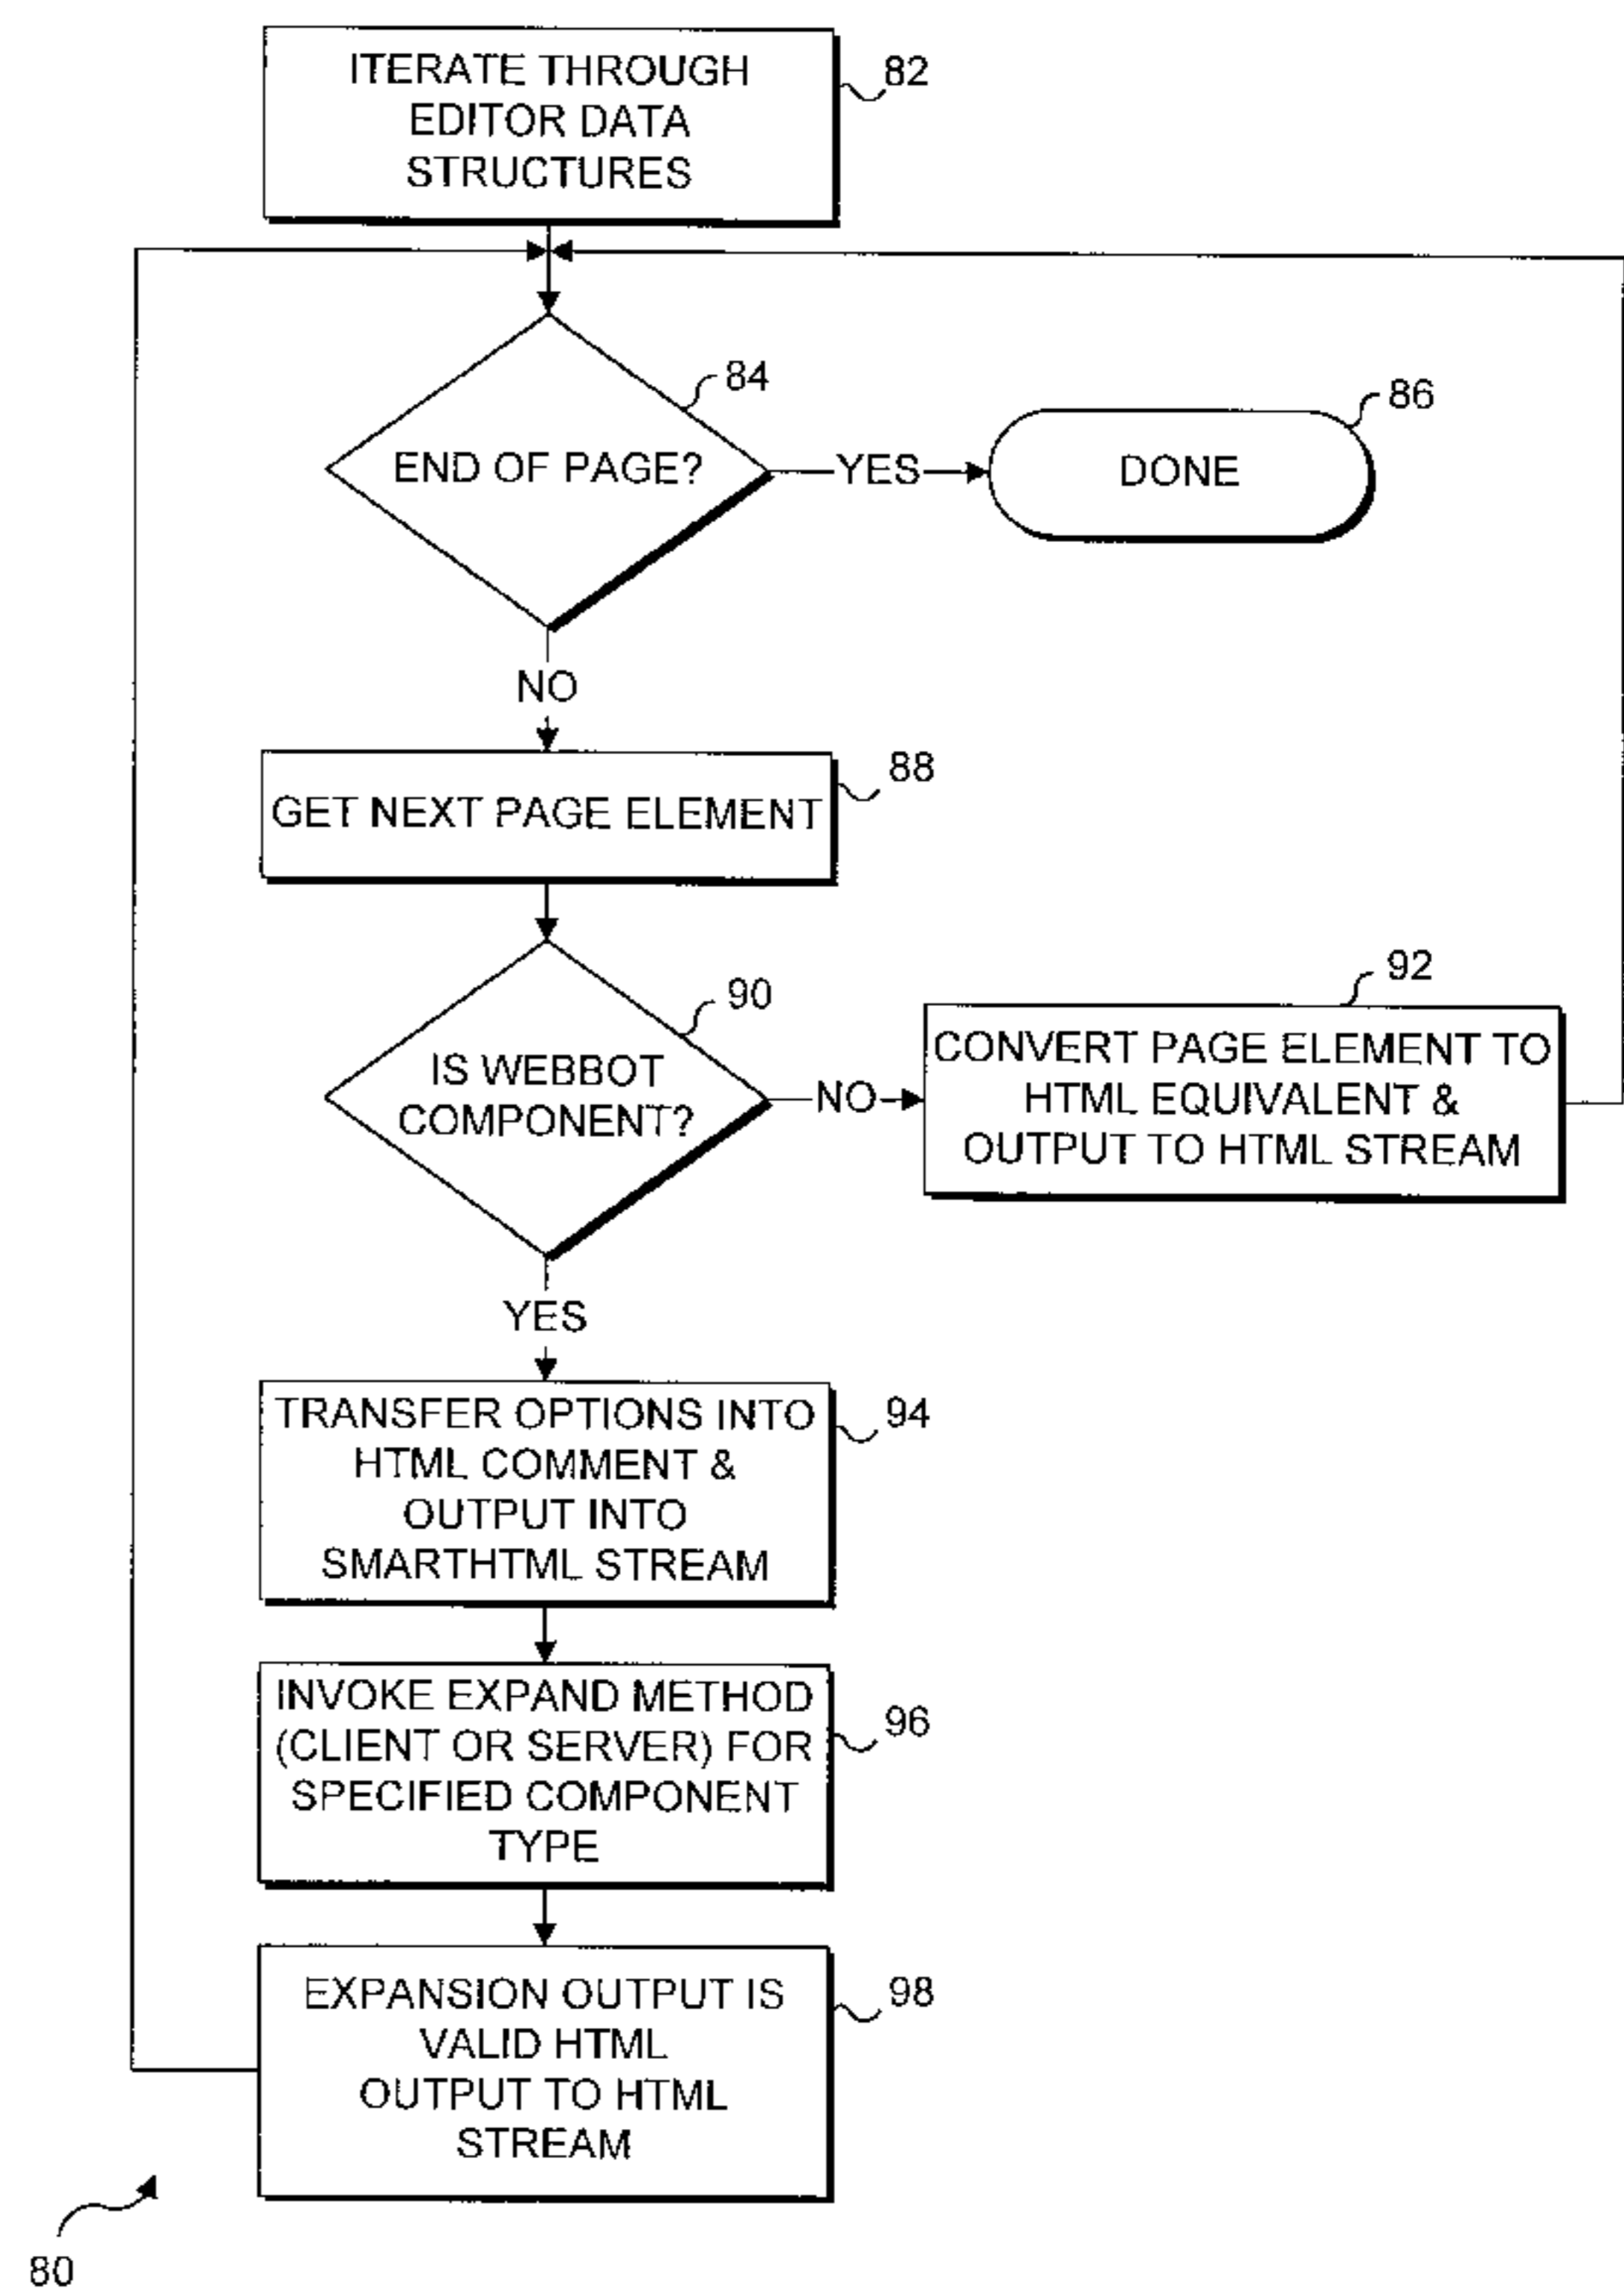 ITERATE THROUGH
EDITOR DATA
STRUCTURES
82
84
END OF PAGE?
YES
86
DONE
NO
88
GET NEXT PAGE ELEMENT
90
IS WEBBOT
COMPONENT?
NO
92
CONVERT PAGE ELEMENT TO
HTML EQUIVALENT &
OUTPUT TO HTML STREAM
YES
94
TRANSFER OPTIONS INTO
HTML COMMENT &
OUTPUT INTO
SMARTHTML STREAM
96
INVOKE EXPAND METHOD
(CLIENT OR SERVER) FOR
SPECIFIED COMPONENT
TYPE
98
EXPANSION OUTPUT IS
VALID HTML
OUTPUT TO HTML
STREAM
80